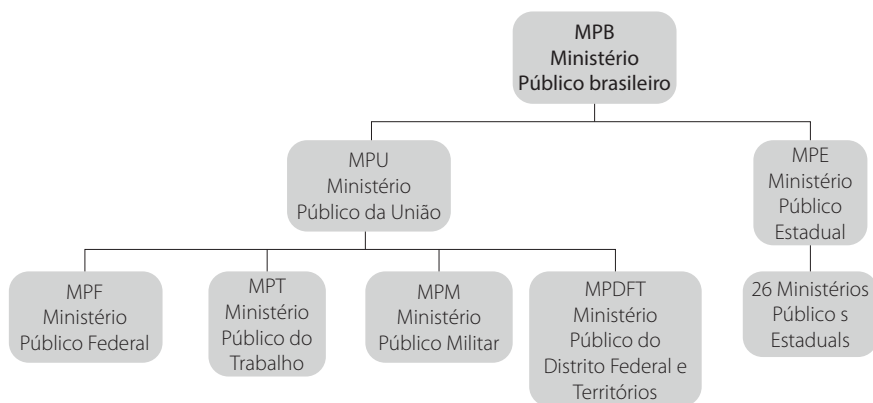 MPB
Ministério
Público brasileiro
MPU
Ministério
Público da União
MPE
Ministério
Público
Estadual
MPF
Ministério
Público Federal
MPT
Ministério
Público do
Trabalho
MPM
Ministério
Público Militar
MPDFT
Ministério
Público do
Distrito Federal e
Territórios
26 Ministérios
Público s
Estaduals